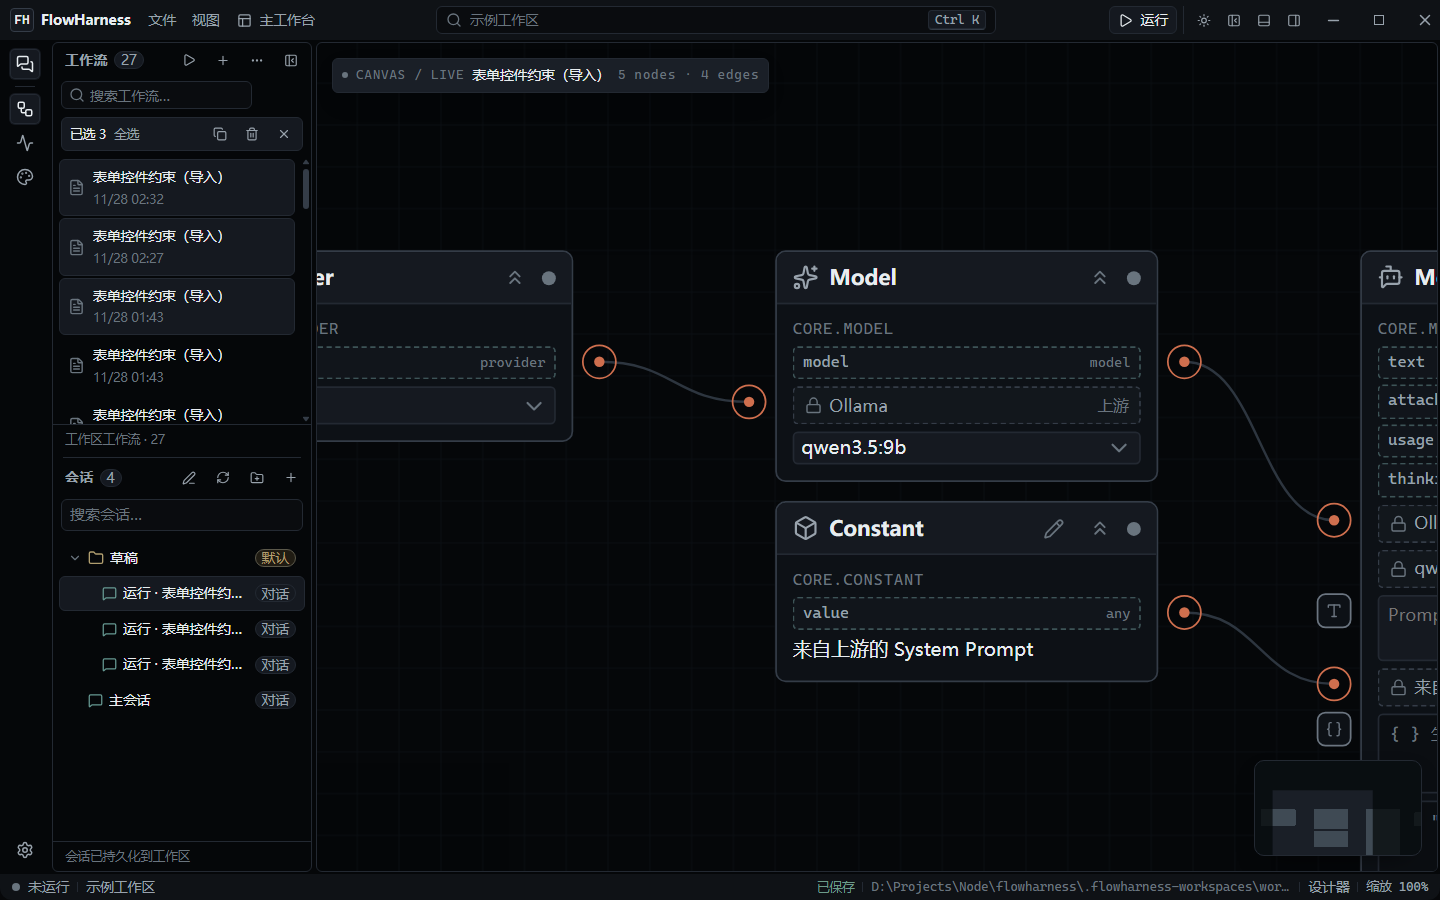 FH FlowHarness 文件 视图 主工作台 示例工作区 Ctrl K 运行
工作流 27
搜索工作流...
已选 3 全选
表单控件约束（导入）
11/28 02:32
表单控件约束（导入）
11/28 02:27
表单控件约束（导入）
11/28 01:43
表单控件约束（导入）
11/28 01:43
表单控件约束（导入）
工作区工作流 · 27
会话 4
搜索会话...
草稿 默认
运行 · 表单控件约... 对话
运行 · 表单控件约... 对话
运行 · 表单控件约... 对话
主会话 对话
会话已持久化到工作区
CANVAS / LIVE 表单控件约束（导入） 5 nodes · 4 edges
er
DER
provider
Model
CORE.MODEL
model model
Ollama 上游
qwen3.5:9b
Constant
CORE.CONSTANT
value any
来自上游的 System Prompt
M
CORE.M
text
attacl
usage
think
Oll
qw
T
Prom
来自
{}
{ }
未运行 示例工作区 已保存 D:\Projects\Node\flowharness\.flowharness-workspaces\wor… 设计器 缩放 100%